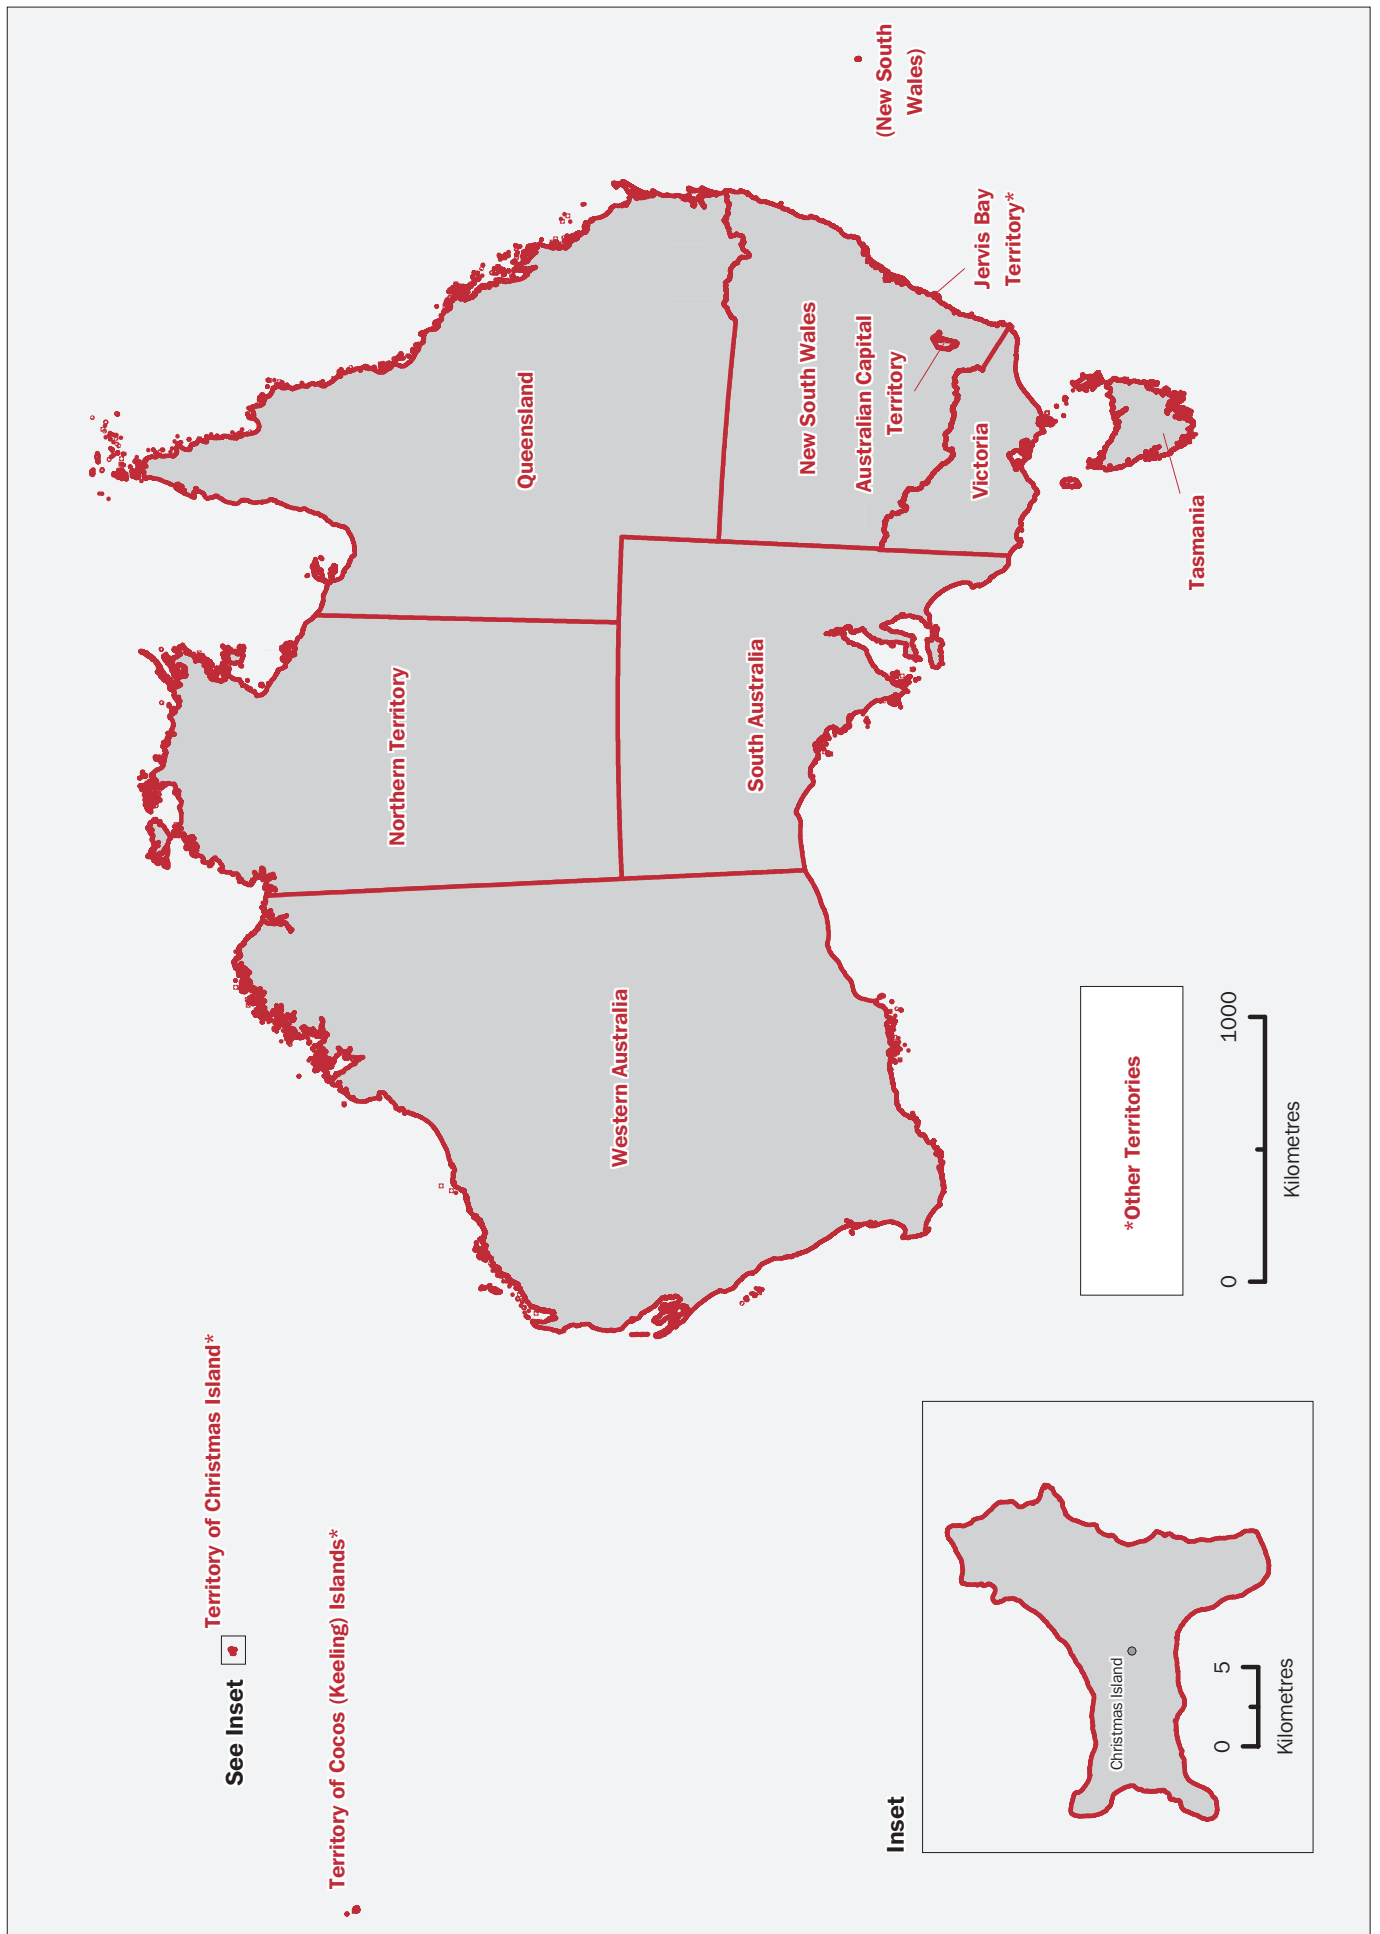 Territory of Christmas Island*
See Inset
Territory of Cocos (Keeling) Islands*
Northern Territory
Queensland
Western Australia
South Australia
New South Wales
(New South
Wales)
Australian Capital
Territory
Jervis Bay
Territory*
Victoria
Tasmania
Inset
Christmas Island
0 5
Kilometres
*Other Territories
0 1000
Kilometres